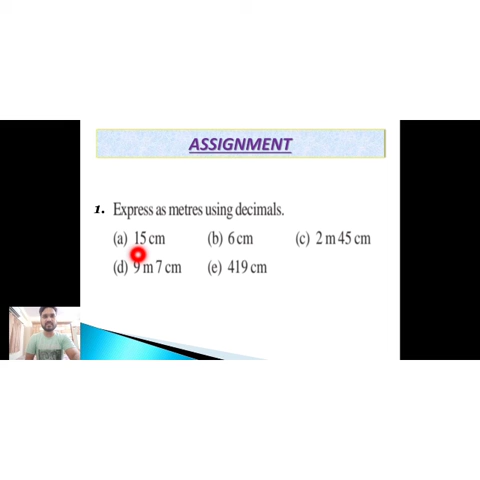 ASSIGNMENT
1. Express as metres using decimals.
(a) 15 cm (b) 6 cm (c) 2 m 45 cm
(d) 9 m 7 cm (e) 419 cm